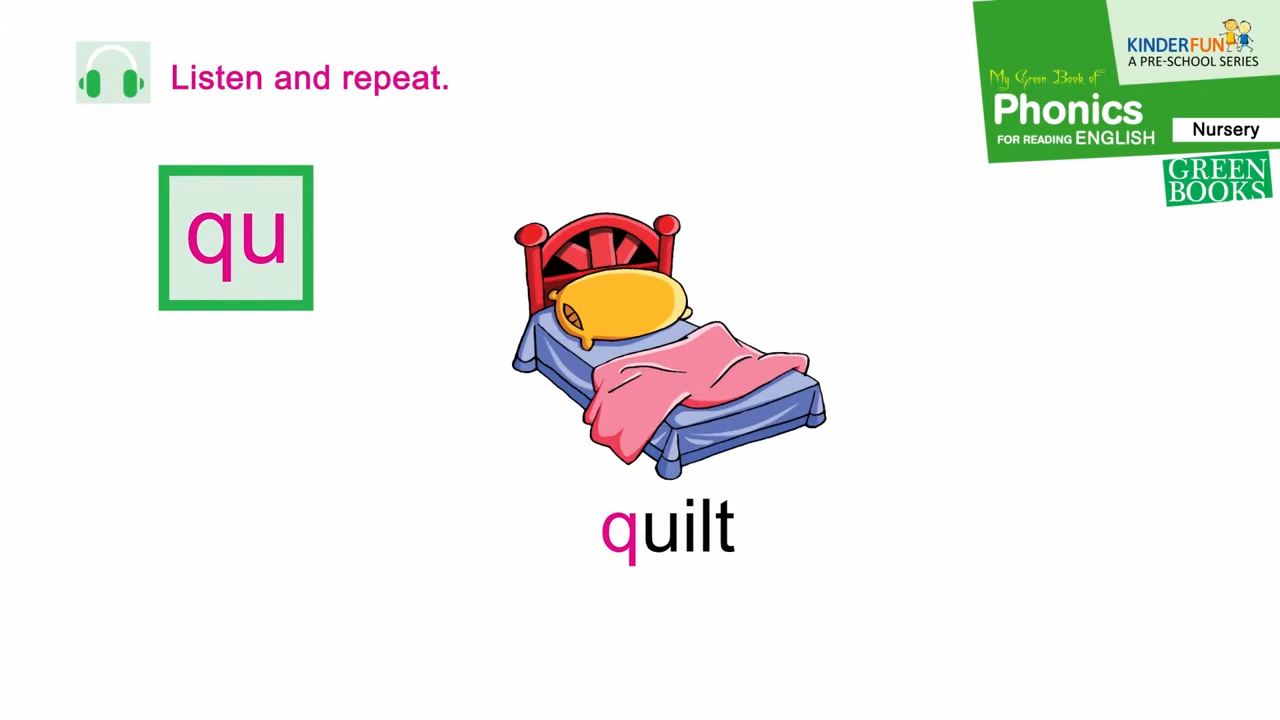 Listen and repeat.
KINDERFUN
A PRE-SCHOOL SERIES
My Green Book of
Phonics
FOR READING ENGLISH
Nursery
GREEN
BOOKS
qu
quilt